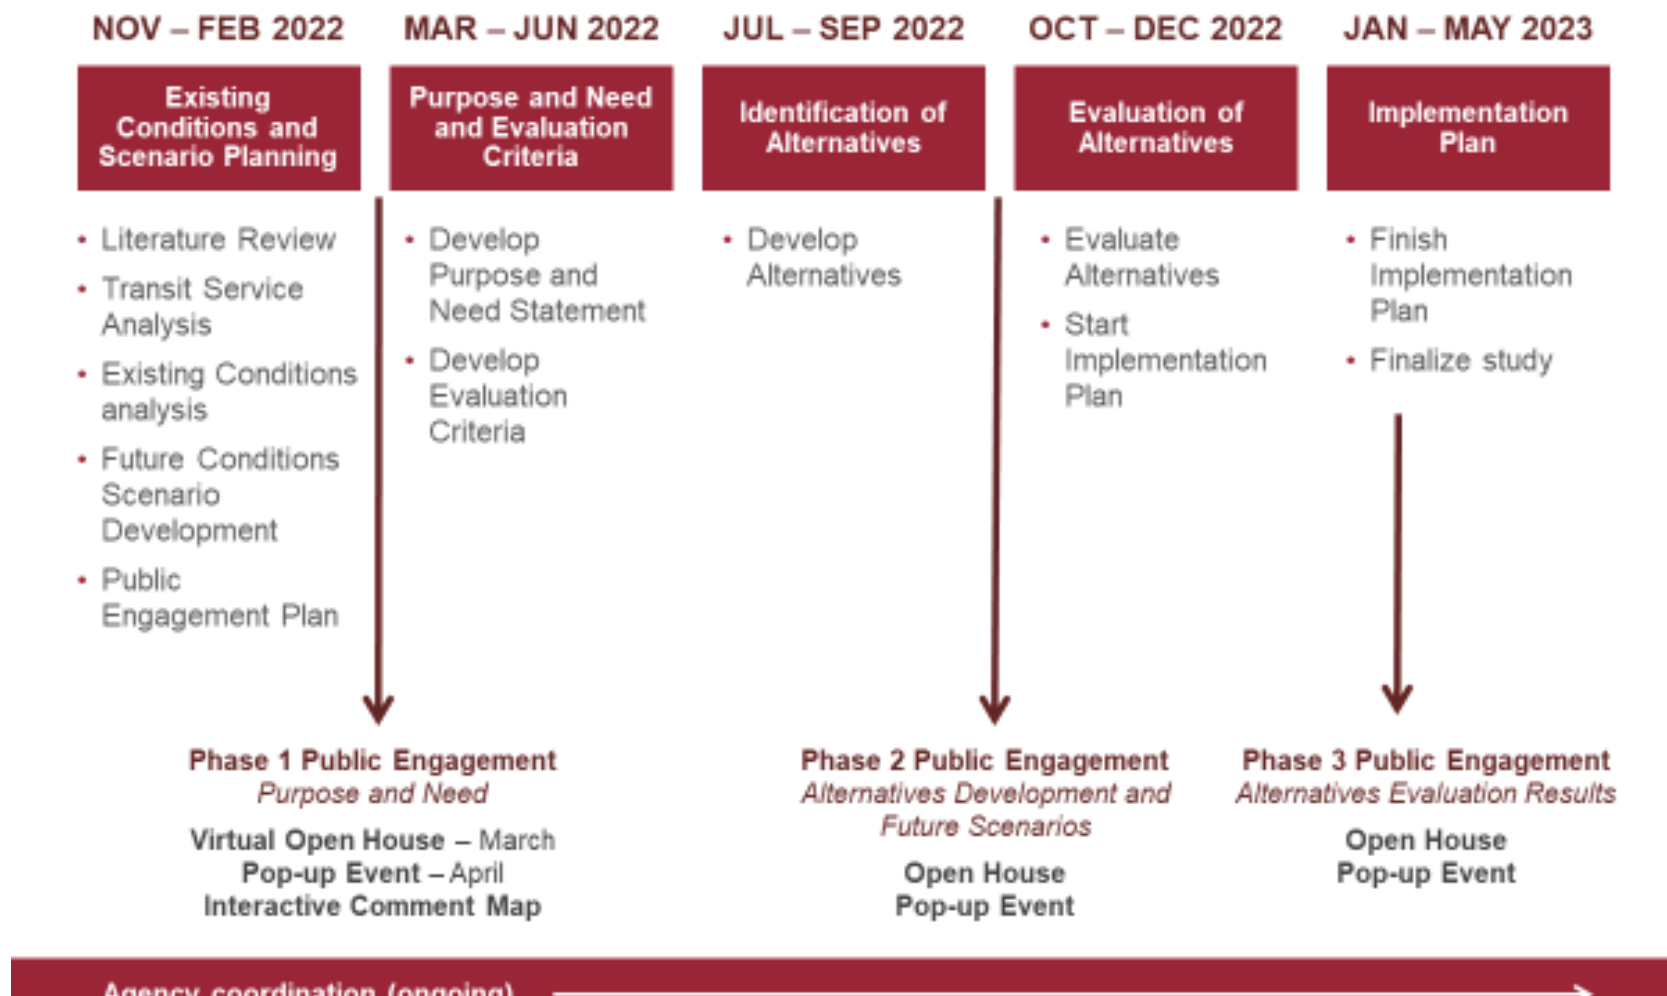 NOV – FEB 2022
MAR – JUN 2022
JUL – SEP 2022
OCT – DEC 2022
JAN – MAY 2023
Existing
Conditions and
Scenario Planning
Purpose and Need
and Evaluation
Criteria
Identification of
Alternatives
Evaluation of
Alternatives
Implementation
Plan
• Literature Review
• Transit Service
Analysis
• Existing Conditions
analysis
• Future Conditions
Scenario
Development
• Public
Engagement Plan
• Develop
Purpose and
Need Statement
• Develop
Evaluation
Criteria
• Develop
Alternatives
• Evaluate
Alternatives
• Start
Implementation
Plan
• Finish
Implementation
Plan
• Finalize study
Phase 1 Public Engagement
Purpose and Need
Virtual Open House – March
Pop-up Event – April
Interactive Comment Map
Phase 2 Public Engagement
Alternatives Development and
Future Scenarios
Open House
Pop-up Event
Phase 3 Public Engagement
Alternatives Evaluation Results
Open House
Pop-up Event
Agency coordination (ongoing)